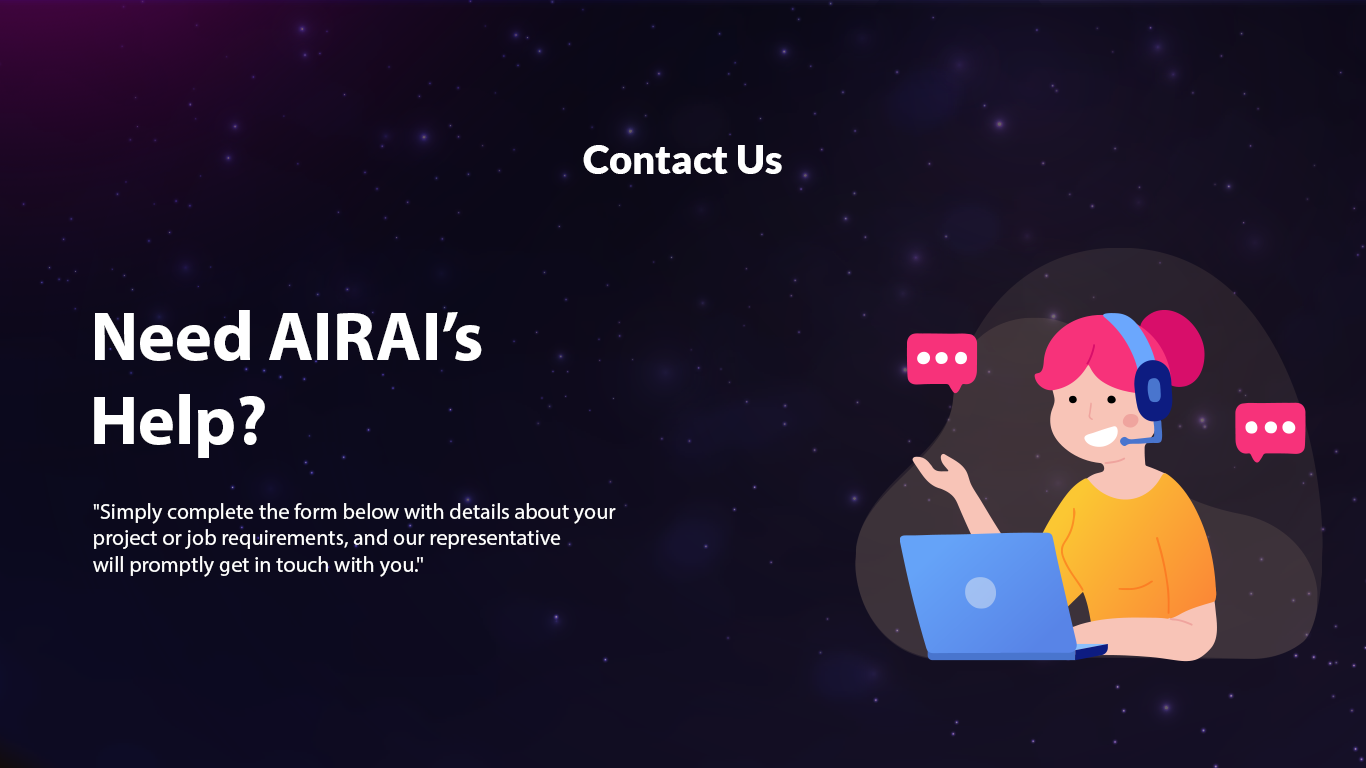 Contact Us
Need AIRAI’s
Help?
"Simply complete the form below with details about your
project or job requirements, and our representative
will promptly get in touch with you."